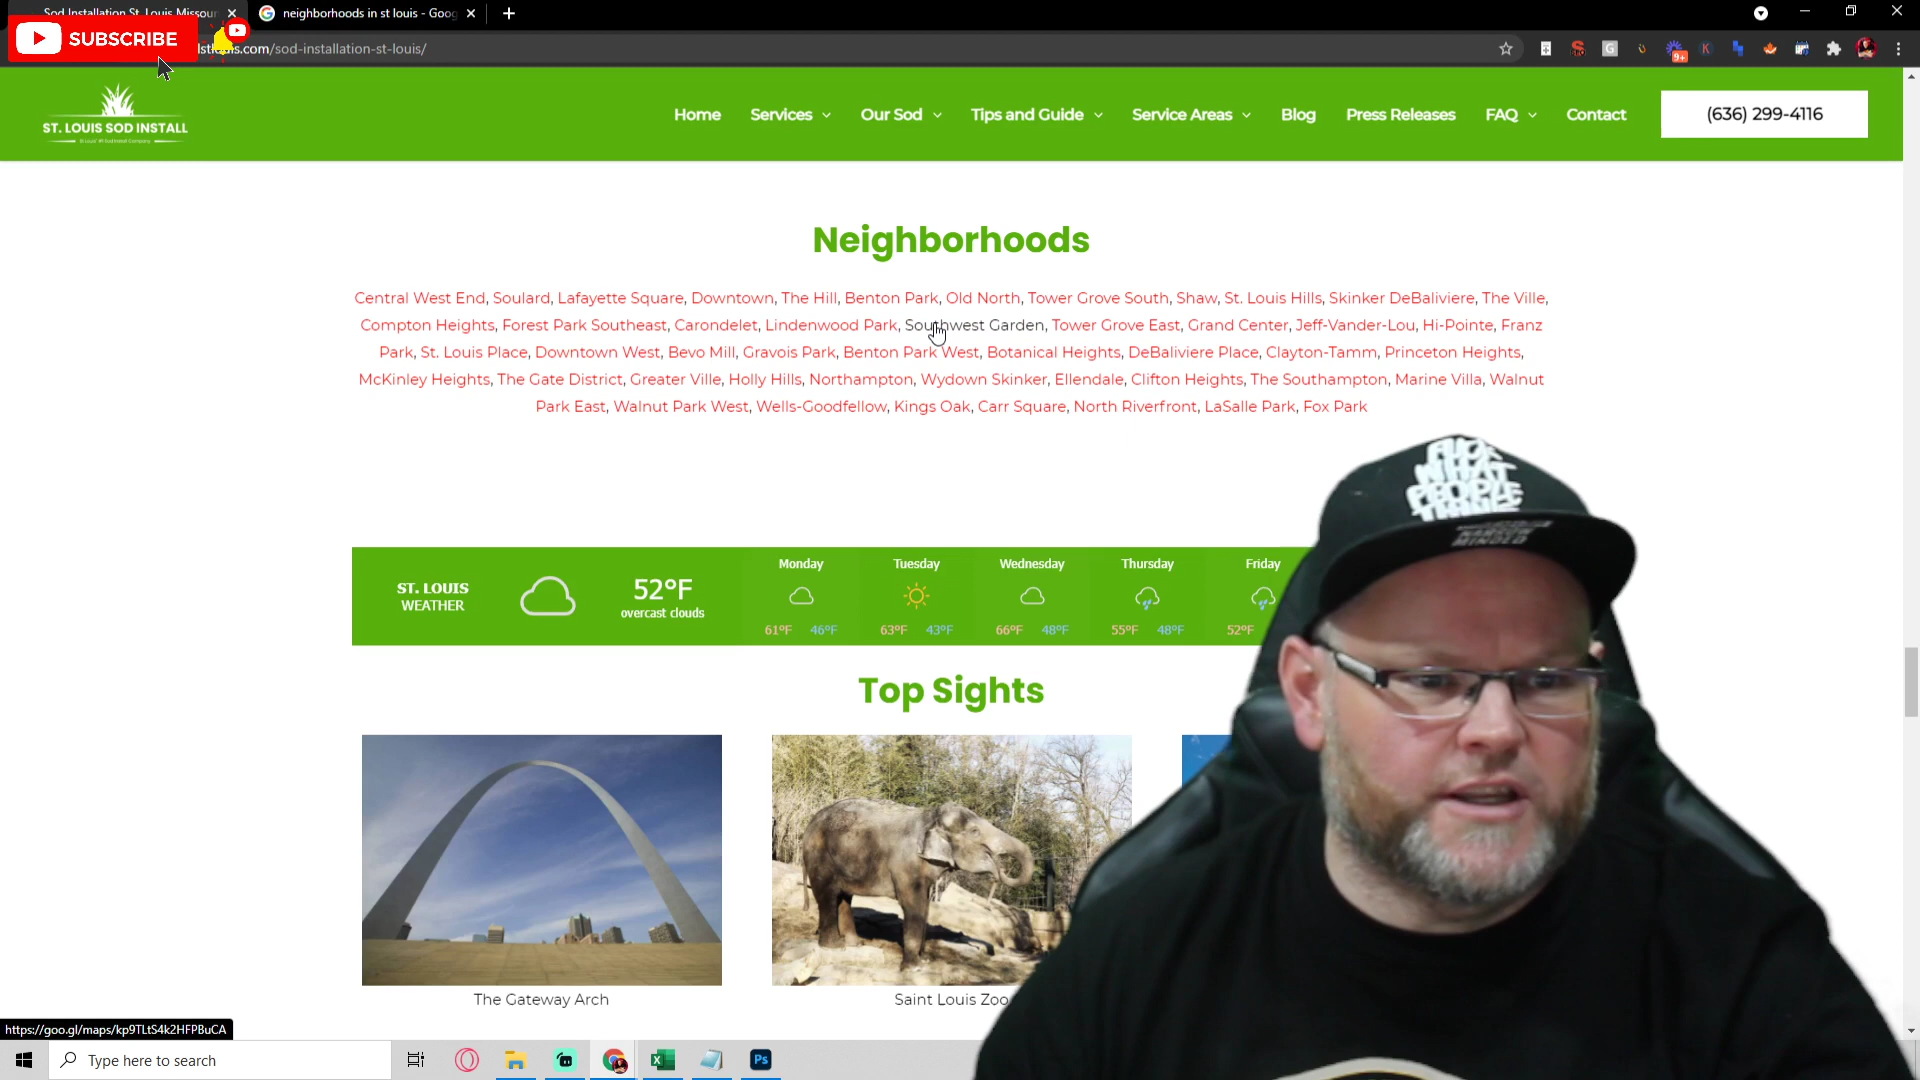 Sod Installation St. Louis Missour
neighborhoods in st louis - Goog
SUBSCRIBE
.com/sod-installation-st-louis/
9+
ST. LOUIS SOD INSTALL
Home
Services
Our Sod
Tips and Guide
Service Areas
Blog
Press Releases
FAQ
Contact
(636) 299-4116
Neighborhoods
Central West End, Soulard, Lafayette Square, Downtown, The Hill, Benton Park, Old North, Tower Grove South, Shaw, St. Louis Hills, Skinker DeBaliviere, The Ville,
Compton Heights, Forest Park Southeast, Carondelet, Lindenwood Park, Southwest Garden, Tower Grove East, Grand Center, Jeff-Vander-Lou, Hi-Pointe, Franz
Park, St. Louis Place, Downtown West, Bevo Mill, Gravois Park, Benton Park West, Botanical Heights, DeBaliviere Place, Clayton-Tamm, Princeton Heights,
McKinley Heights, The Gate District, Greater Ville, Holly Hills, Northampton, Wydown Skinker, Ellendale, Clifton Heights, The Southampton, Marine Villa, Walnut
Park East, Walnut Park West, Wells-Goodfellow, Kings Oak, Carr Square, North Riverfront, LaSalle Park, Fox Park
FUCK
WHAT
PEOPLE
THINK
ST. LOUIS
WEATHER
52°F
overcast clouds
Monday
61°F 46°F
Tuesday
63°F 43°F
Wednesday
66°F 48°F
Thursday
55°F 48°F
Friday
52°F
Top Sights
The Gateway Arch
Saint Louis Zoo
https://goo.gl/maps/kp9TLtS4k2HFPBuCA
Type here to search
Ps